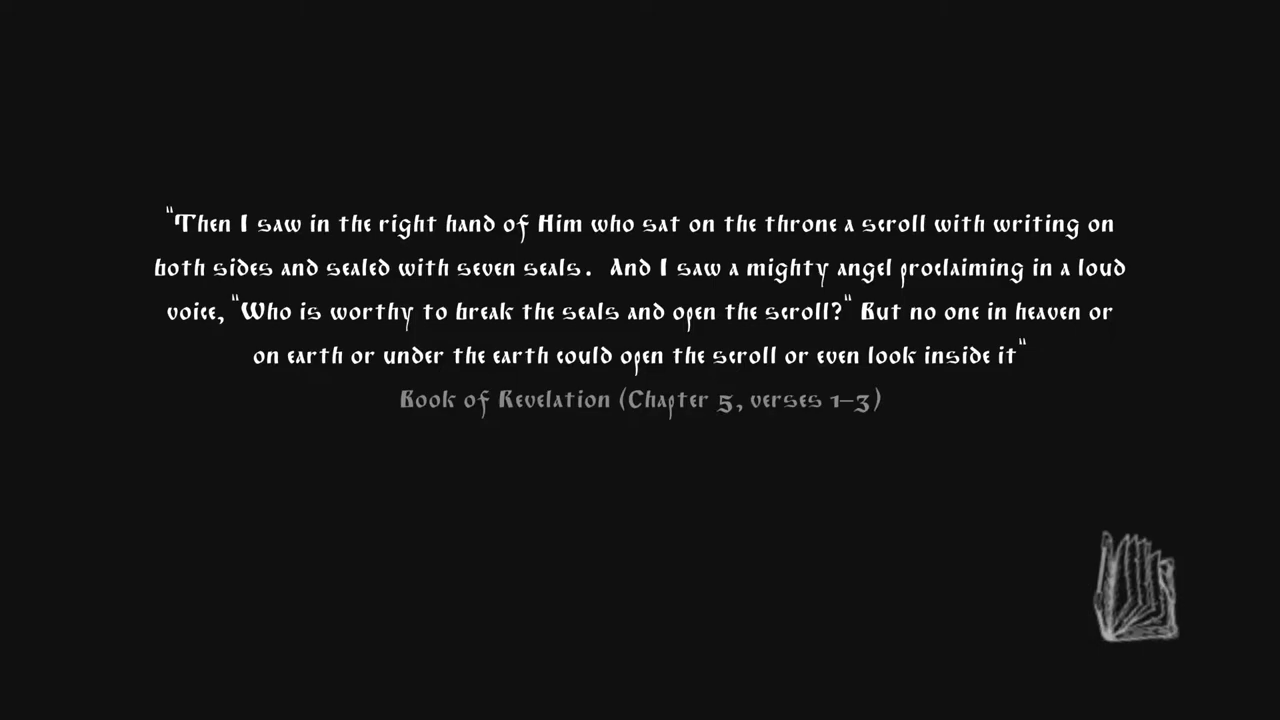 "Then I saw in the right hand of Him who sat on the throne a scroll with writing on
both sides and sealed with seven seals.  And I saw a mighty angel proclaiming in a loud
voice, "Who is worthy to break the seals and open the scroll?" But no one in heaven or
on earth or under the earth could open the scroll or even look inside it"
Book of Revelation (Chapter 5, verses 1–3)